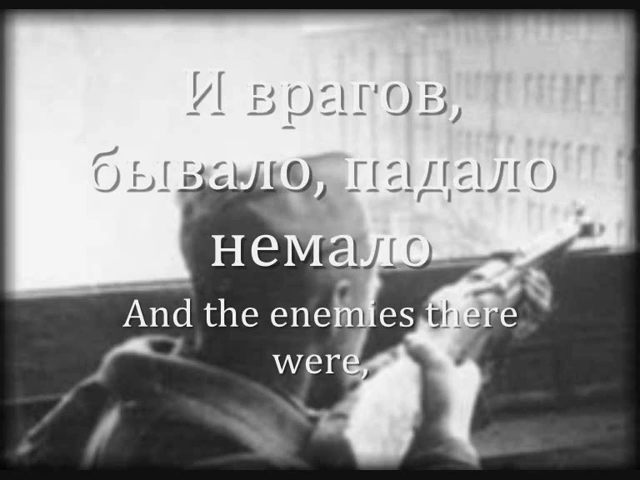 И врагов,
бывало, падало
немало
And the enemies there
were,